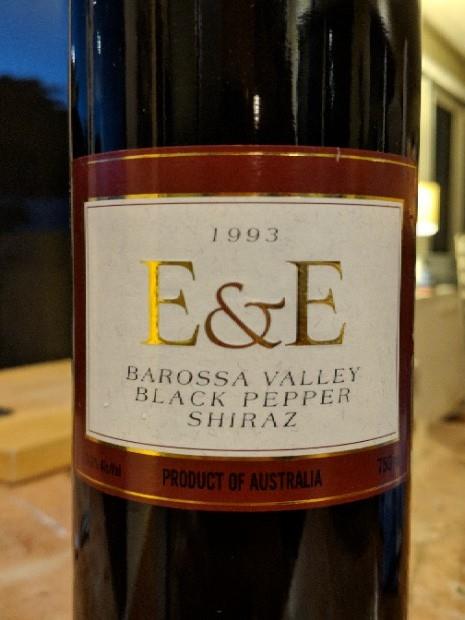 1993
E&E
BAROSSA VALLEY
BLACK PEPPER
SHIRAZ
PRODUCT OF AUSTRALIA